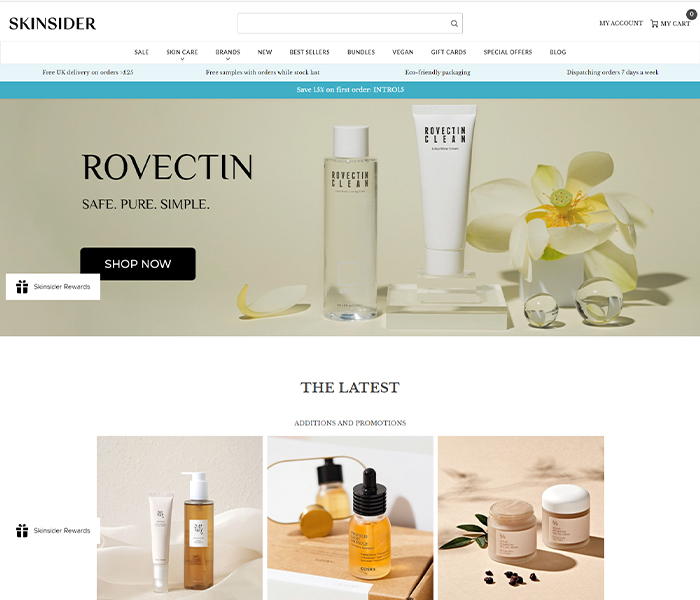 SKINSIDER
MY ACCOUNT
MY CART
0
SALE SKIN CARE BRANDS NEW BEST SELLERS BUNDLES VEGAN GIFT CARDS SPECIAL OFFERS BLOG
Free UK delivery on orders >£25 Free samples with orders while stock last Eco-friendly packaging Dispatching orders 7 days a week
Save 15% on first order: INTRO15
ROVECTIN
SAFE. PURE. SIMPLE.
SHOP NOW
ROVECTIN
CLEAN
ROVECTIN
CLEAN
Skinsider Rewards
THE LATEST
ADDITIONS AND PROMOTIONS
Skinsider Rewards
COSRX